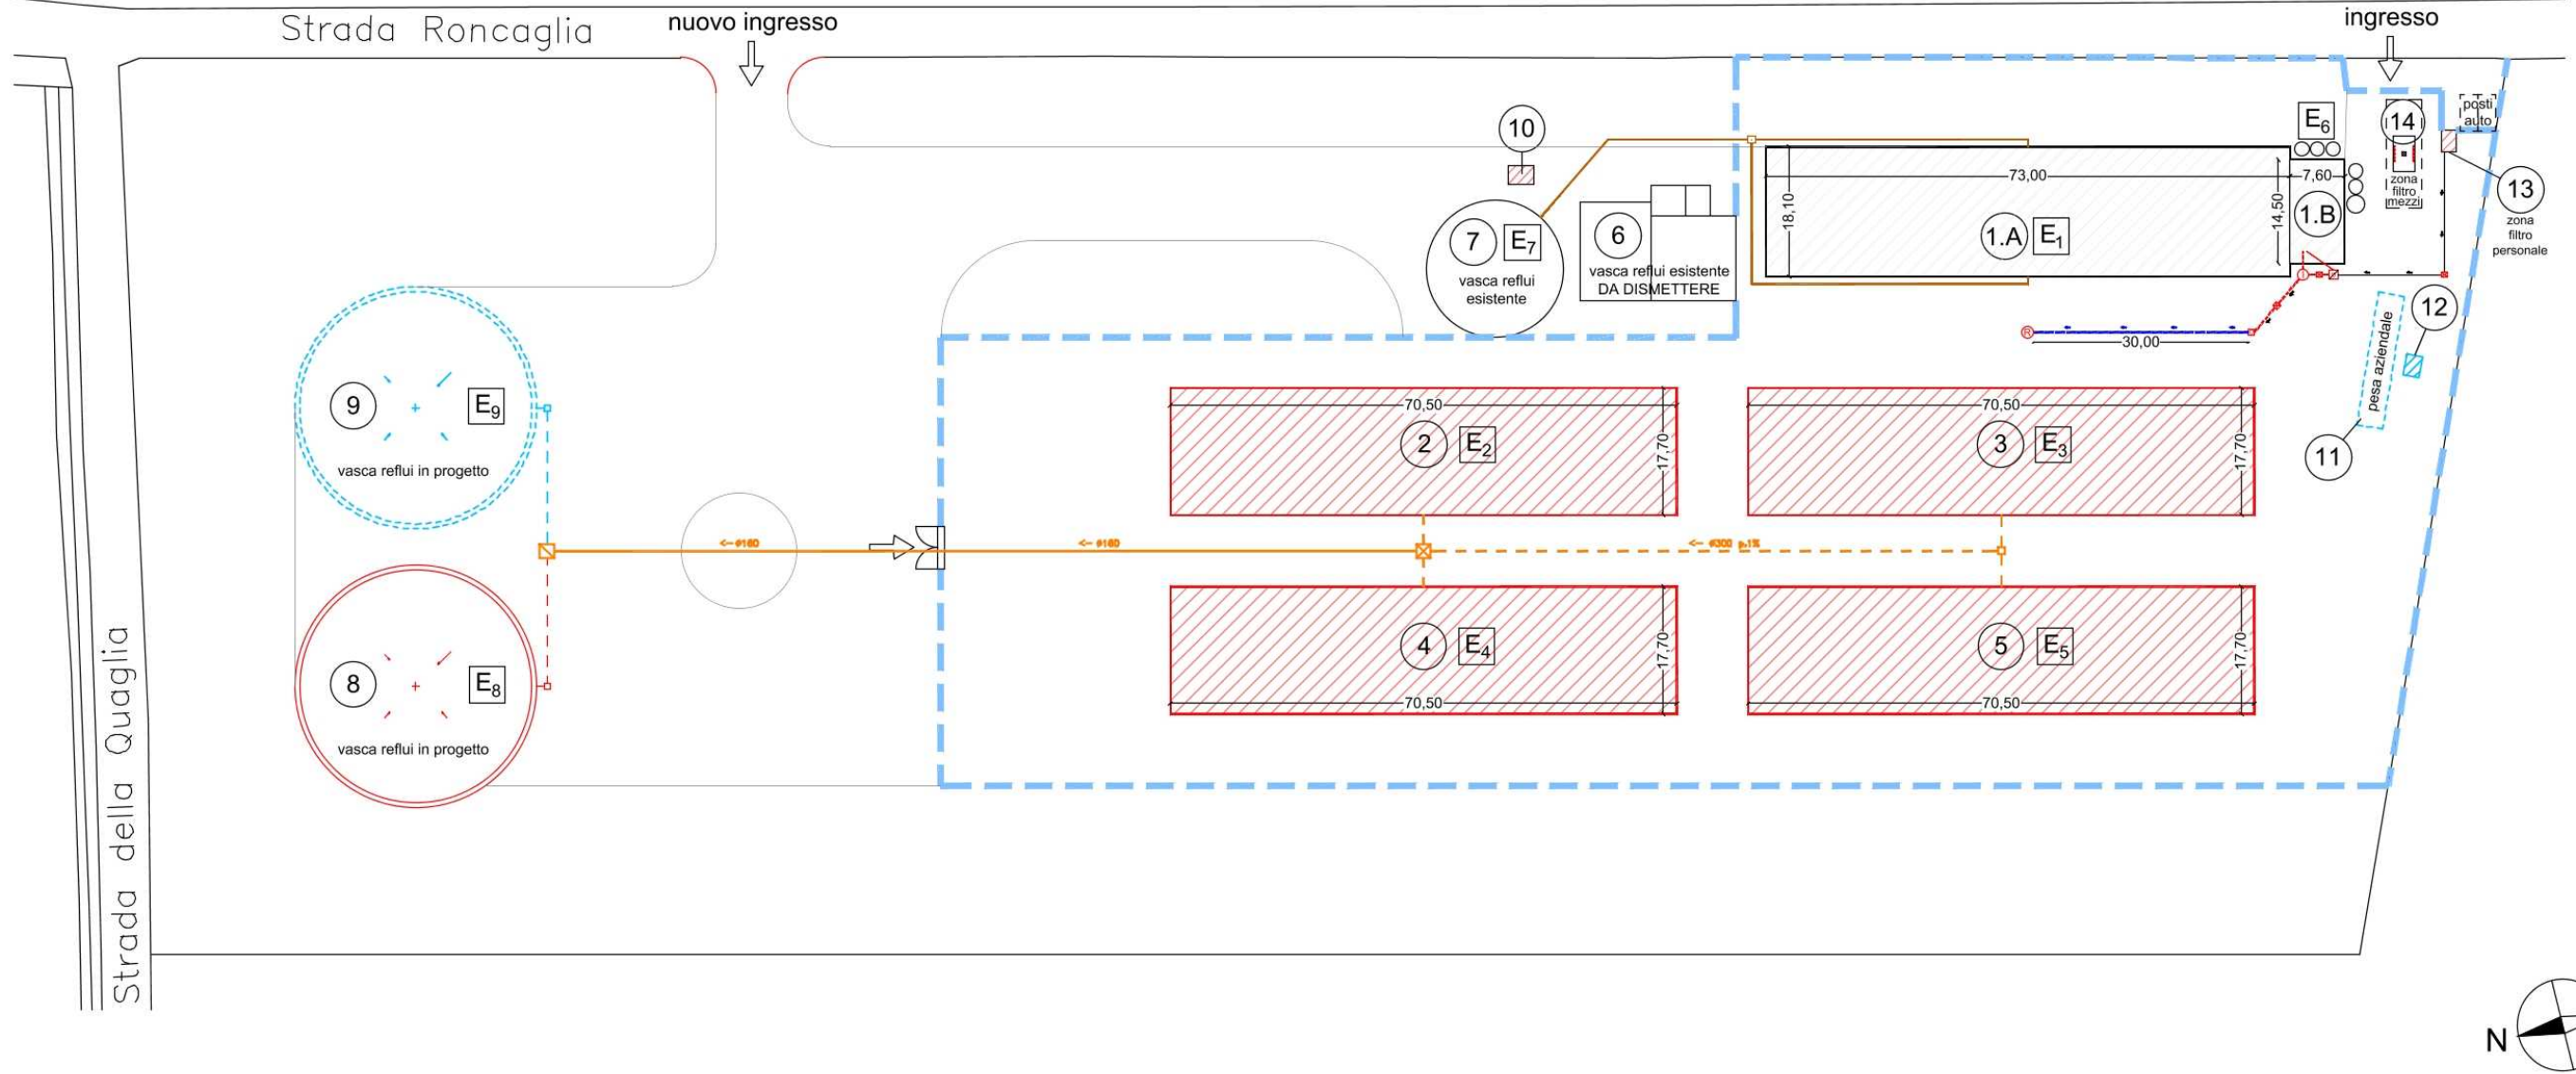 Strada Roncaglia
nuovo ingresso
ingresso
10
E6
14
posti
auto
73,00
7,60
zona
filtro
mezzi
13
zona
filtro
personale
18,10
14,50
1.B
1.A
E1
7
E7
vasca reflui
esistente
6
vasca reflui esistente
DA DISMETTERE
R
30,00
12
pesa aziendale
11
9
E9
vasca reflui in progetto
70,50
2
E2
17,70
70,50
3
E3
17,70
<- ø160
<- ø160
<- ø300 p.1%
8
E8
vasca reflui in progetto
4
E4
17,70
70,50
5
E5
17,70
70,50
Strada della Quaglia
N